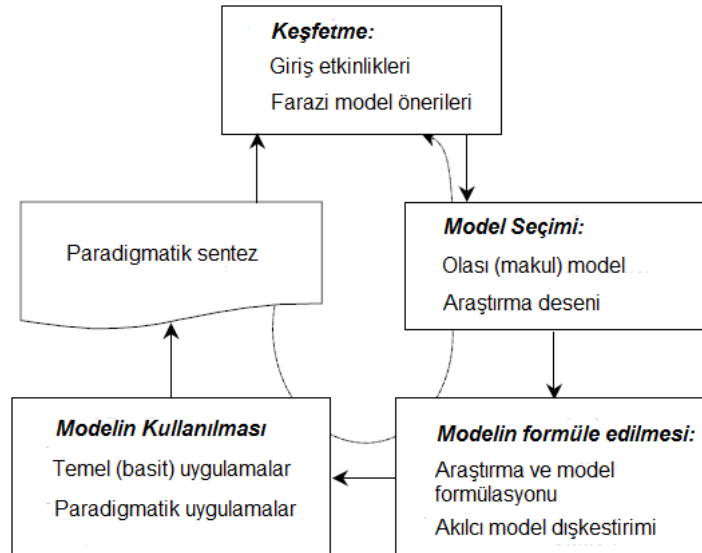 Keşfetme:
Giriş etkinlikleri
Farazi model önerileri
Model Seçimi:
Olası (makul) model
Araştırma deseni
Modelin formüle edilmesi:
Araştırma ve model
formülasyonu
Akılcı model dışkestirimi
Modelin Kullanılması
Temel (basit) uygulamalar
Paradigmatik uygulamalar
Paradigmatik sentez